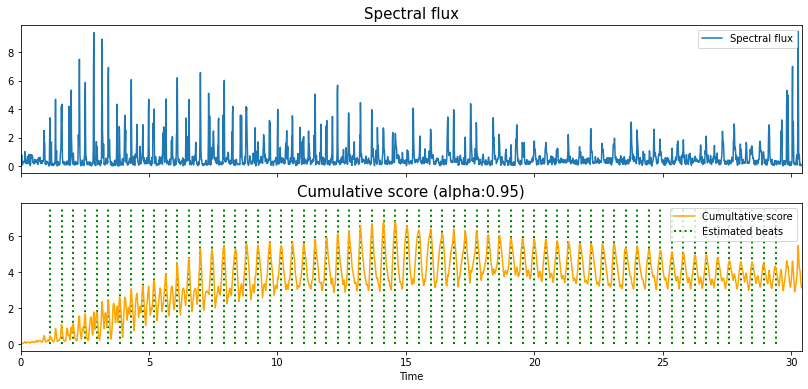 Spectral flux
8
6
4
2
0
Spectral flux
Cumulative score (alpha:0.95)
6
4
2
0
Cumultative score
Estimated beats
0 5 10 15 20 25 30
Time